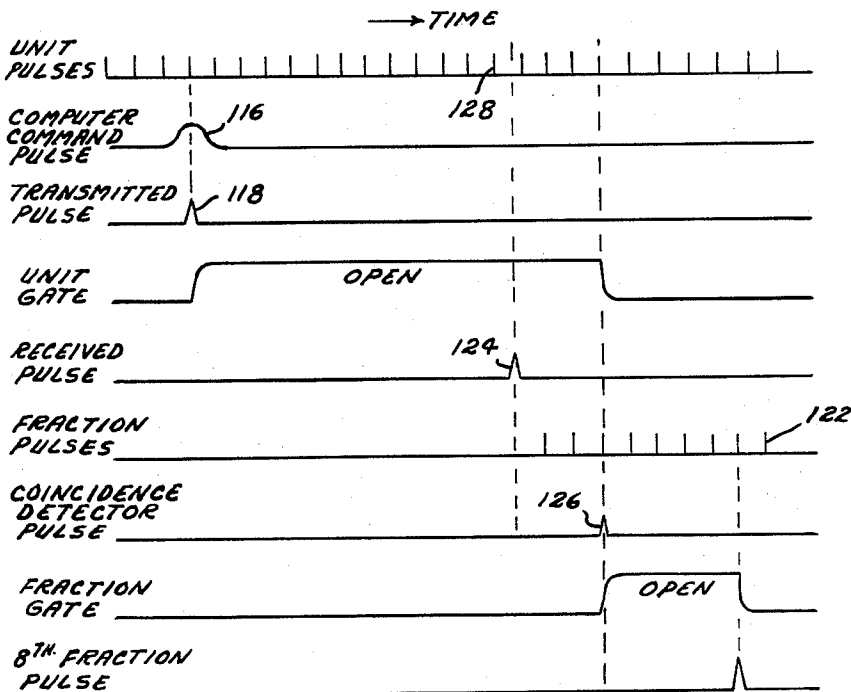 TIME
UNIT
PULSES
128
COMPUTER
COMMAND
PULSE
116
TRANSMITTED
PULSE
118
UNIT
GATE
OPEN
RECEIVED
PULSE
124
FRACTION
PULSES
122
COINCIDENCE
DETECTOR
PULSE
126
FRACTION
GATE
OPEN
8TH. FRACTION
PULSE